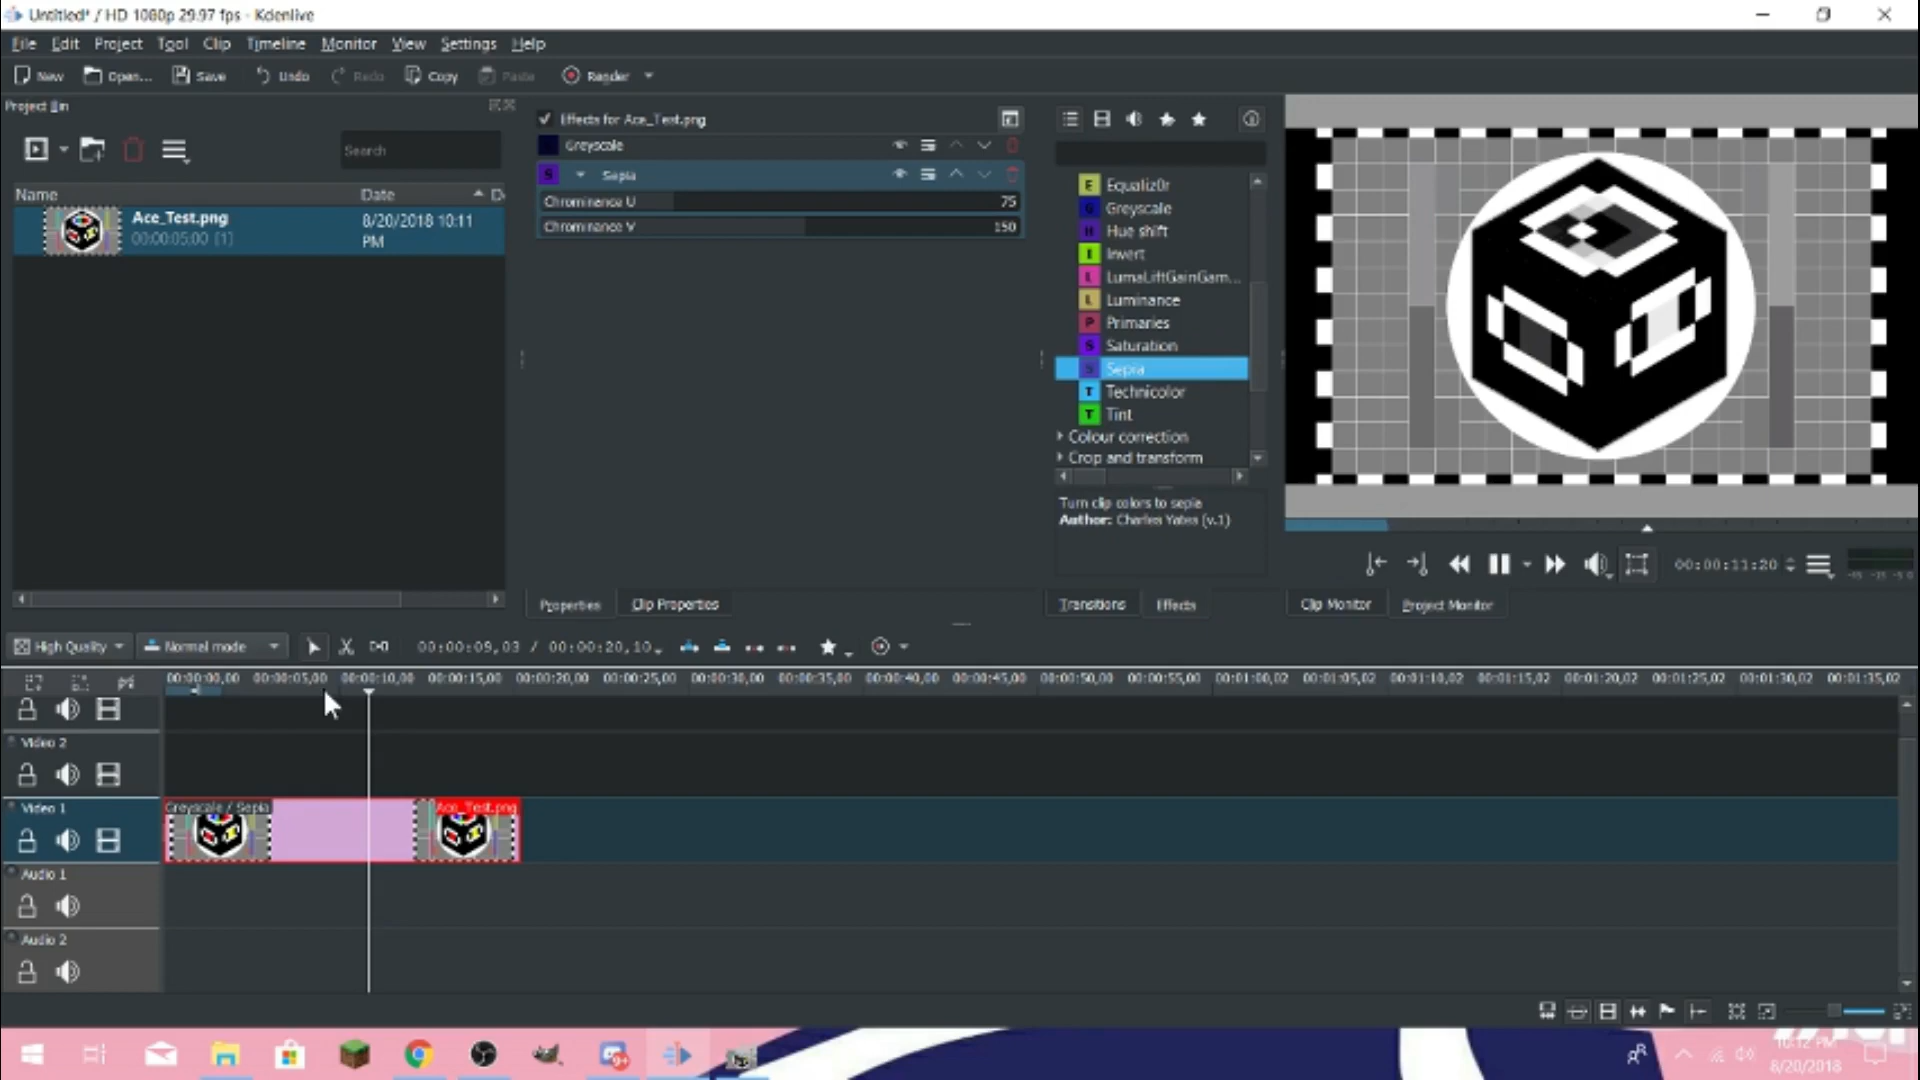 Untitled* / HD 1080p 29.97 fps - Kdenlive
File Edit Project Tool Clip Timeline Monitor View Settings Help
New Open... Save Undo Redo Copy Paste Render
Project Bin
Search
Name Date D
Ace_Test.png 8/20/2018 10:11 PM
00:00:05:00 [1]
Effects for Ace_Test.png
Greyscale
S Sepia
Chrominance U 75
Chrominance V 150
E Equaliz0r
G Greyscale
H Hue shift
I Invert
L LumaLiftGainGam...
L Luminance
P Primaries
S Saturation
S Sepia
T Technicolor
T Tint
Colour correction
Crop and transform
Turn clip colors to sepia
Author: Charles Yates (v.1)
00:00:11:20
Properties Clip Properties
Transitions Effects
Clip Monitor Project Monitor
High Quality Normal mode 00:00:09,03 / 00:00:20,10
00:00:00,00 00:00:05,00 00:00:10,00 00:00:15,00 00:00:20,00 00:00:25,00 00:00:30,00 00:00:35,00 00:00:40,00 00:00:45,00 00:00:50,00 00:00:55,00 00:01:00,02 00:01:05,02 00:01:10,02 00:01:15,02 00:01:20,02 00:01:25,02 00:01:30,02 00:01:35,02
Video 2
Video 1
Greyscale / Sepia Ace_Test.png
Audio 1
Audio 2
9+
10:12 PM
8/20/2018